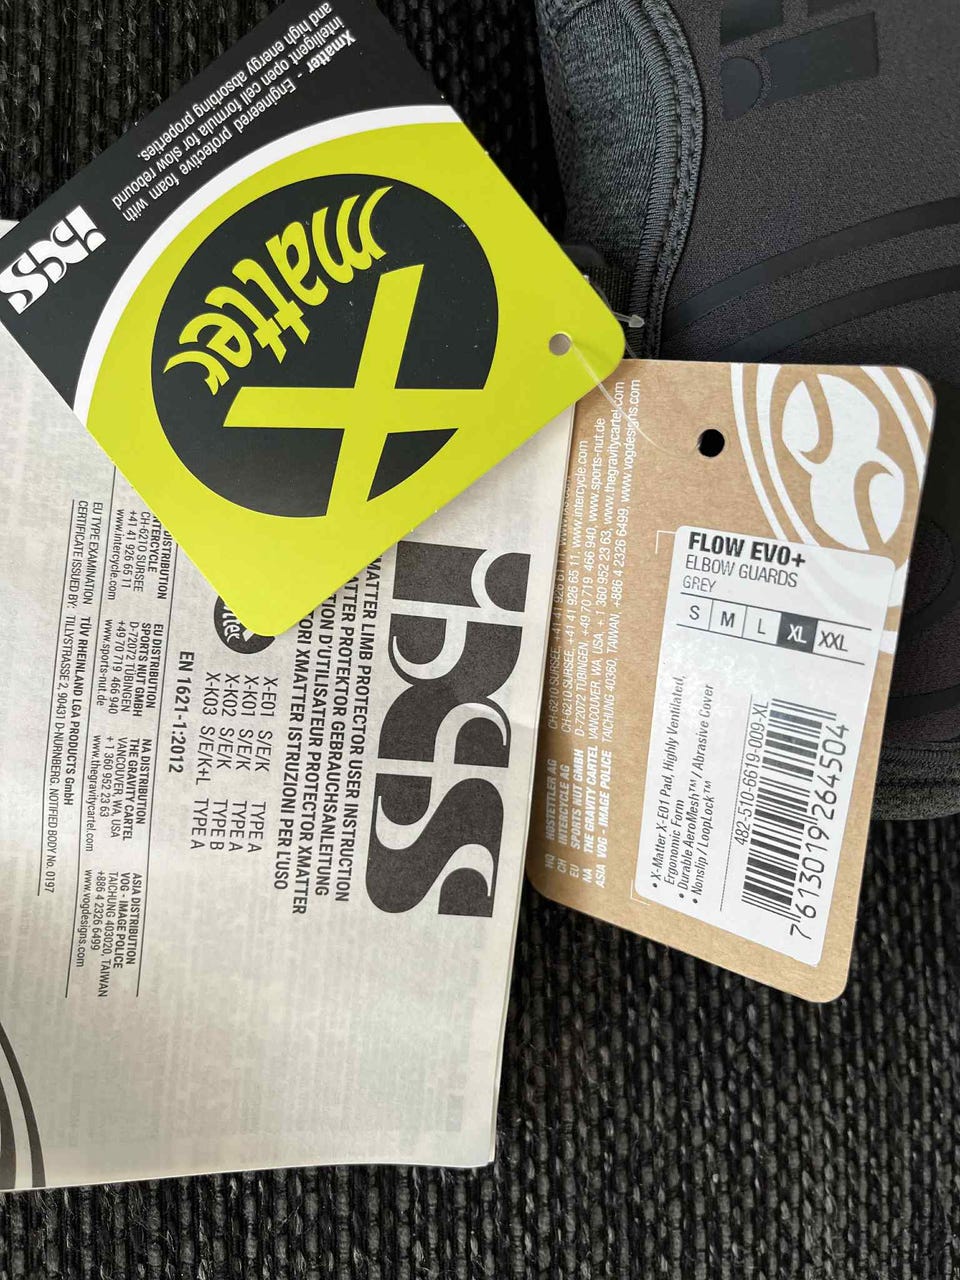 Xmatter - Engineered protective foam with
intelligent open cell formula for slow rebound
and high energy absorbing properties.
iXS
Xmatter
FLOW EVO+
ELBOW GUARDS
GREY
S M L XL XXL
• X-Matter X-E01 Pad, Highly Ventilated,
Ergonomic Form
• Durable AeroMesh™ / Abrasive Cover
• Nonslip / LoopLock™
482-510-6619-009-XL
7 613019 264504
HQ HOSTETTLER AG
CH-6210 SURSEE, +41 41 926 61 11,
CH INTERCYCLE AG
CH-6210 SURSEE, +41 41 926 65 11, www.intercycle.com
EU SPORTS NUT GMBH
D-72072 TÜBINGEN, +49 70 719 466 940, www.sports-nut.de
NA THE GRAVITY CARTEL
VANCOUVER, WA, USA, +1 360 952 23 63, www.thegravitycartel.com
ASIA VOG - IMAGE POLICE
TAICHUNG 40360, TAIWAN, +886 4 2326 6499, www.vogdesigns.com
iXS
MATTER LIMB PROTECTOR USER INSTRUCTION
ATTER PROTEKTOR GEBRAUCHSANLEITUNG
TION D'UTILISATEUR PROTECTOR XMATTER
TORI XMATTER ISTRUZIONI PER L'USO
X-E01 S/E/K TYPE A
X-K01 S/E/K TYPE A
X-K02 S/E/K TYPE B
X-K03 S/E/K+L TYPE A
EN 1621-1:2012
DISTRIBUTION
INTERCYCLE
CH-6210 SURSEE
+41 41 926 65 11
www.intercycle.com
EU DISTRIBUTION
SPORTS NUT GMBH
D-72072 TÜBINGEN
+49 70 719 466 940
www.sports-nut.de
NA DISTRIBUTION
THE GRAVITY CARTEL
VANCOUVER, WA, USA
+ 1 360 952 23 63
www.thegravitycartel.com
ASIA DISTRIBUTION
VOG - IMAGE POLICE
TAICHUNG 403020, TAIWAN
+886 4 2326 6499
www.vogdesigns.com
EU TYPE EXAMINATION
CERTIFICATE ISSUED BY:
TÜV RHEINLAND LGA PRODUCTS GmbH
TILLYSTRASSE 2, 90431 D-NÜRNBERG, NOTIFIED BODY No. 0197